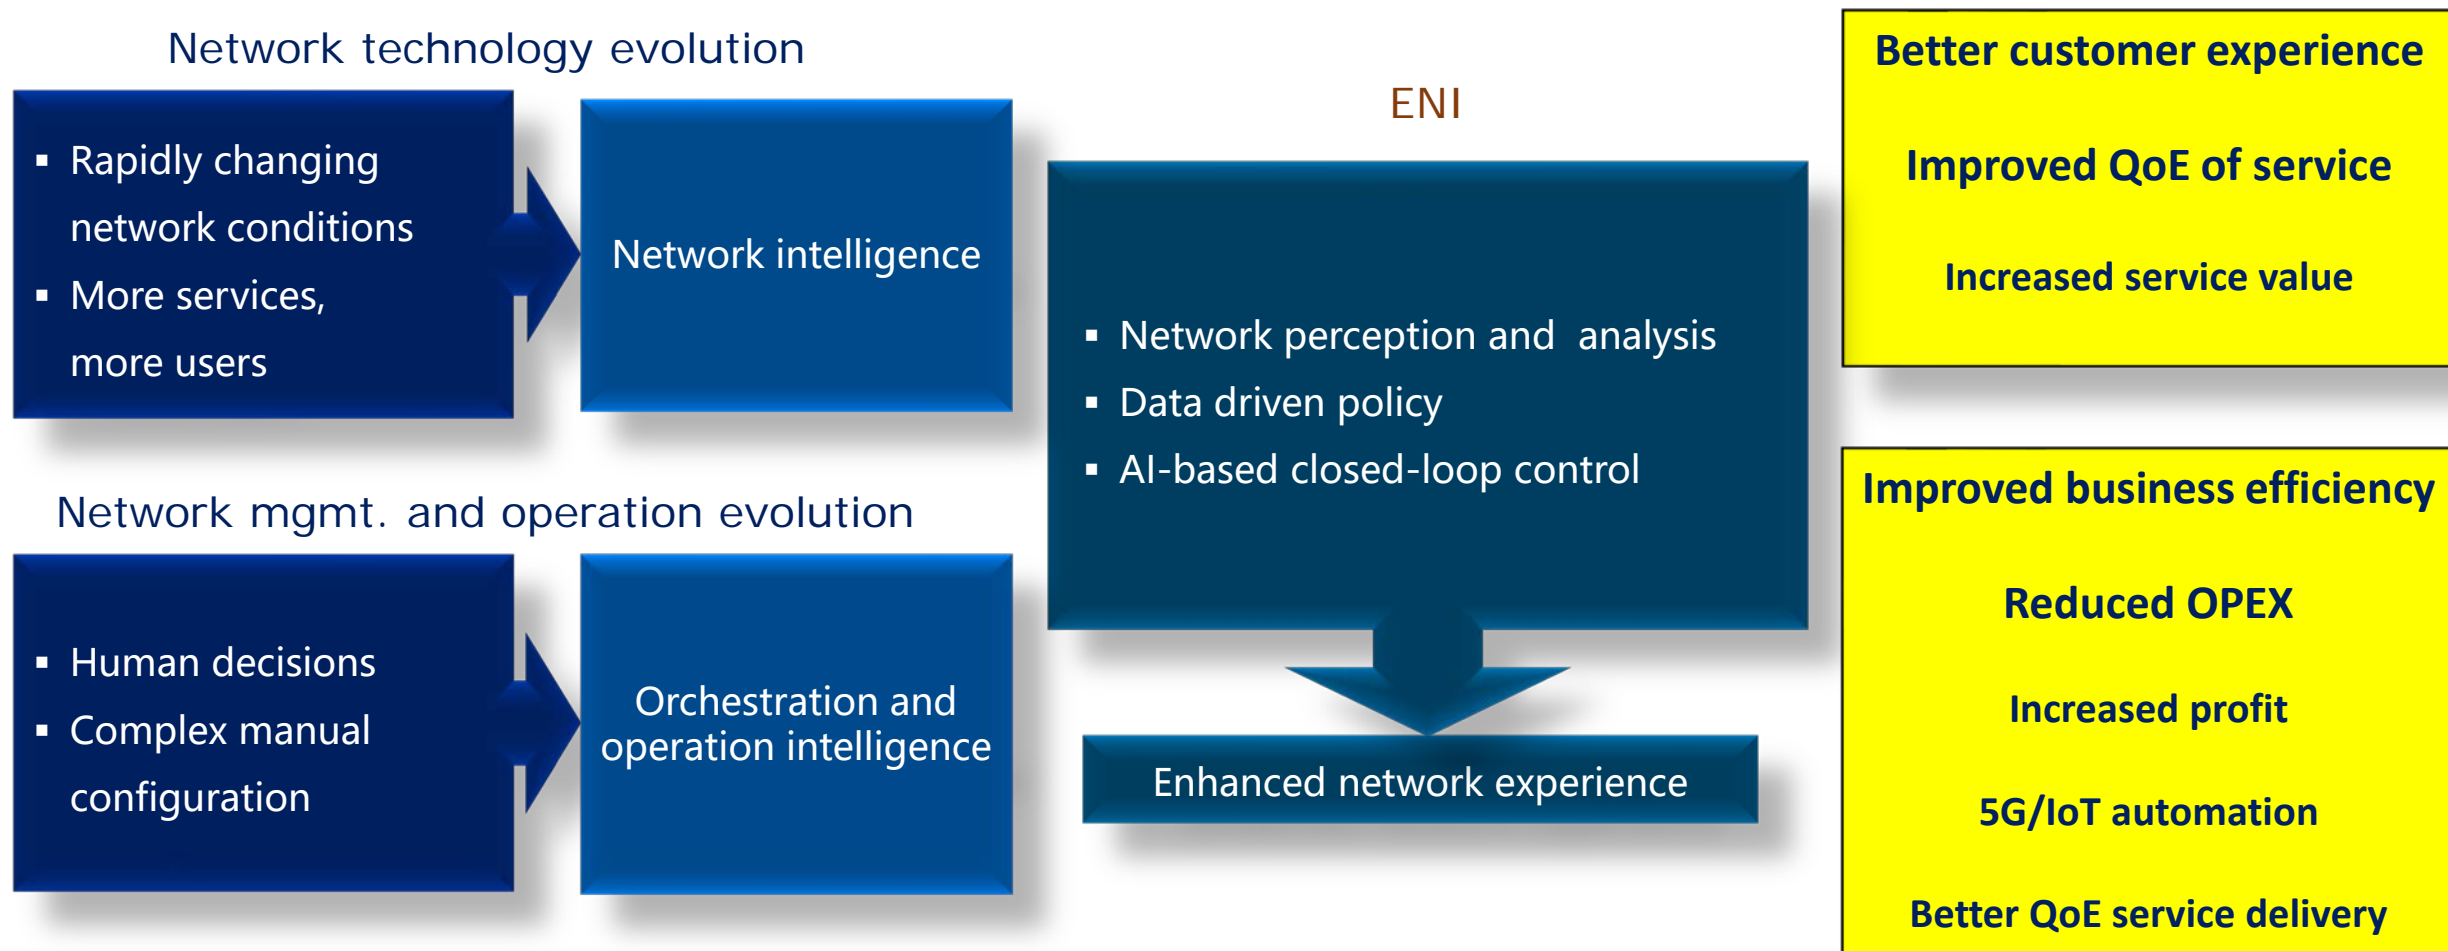 Network technology evolution
▪ Rapidly changing
network conditions
▪ More services,
more users
Network intelligence
Network mgmt. and operation evolution
▪ Human decisions
▪ Complex manual
configuration
Orchestration and
operation intelligence
ENI
▪ Network perception and analysis
▪ Data driven policy
▪ AI-based closed-loop control
Enhanced network experience
Better customer experience
Improved QoE of service
Increased service value
Improved business efficiency
Reduced OPEX
Increased profit
5G/IoT automation
Better QoE service delivery